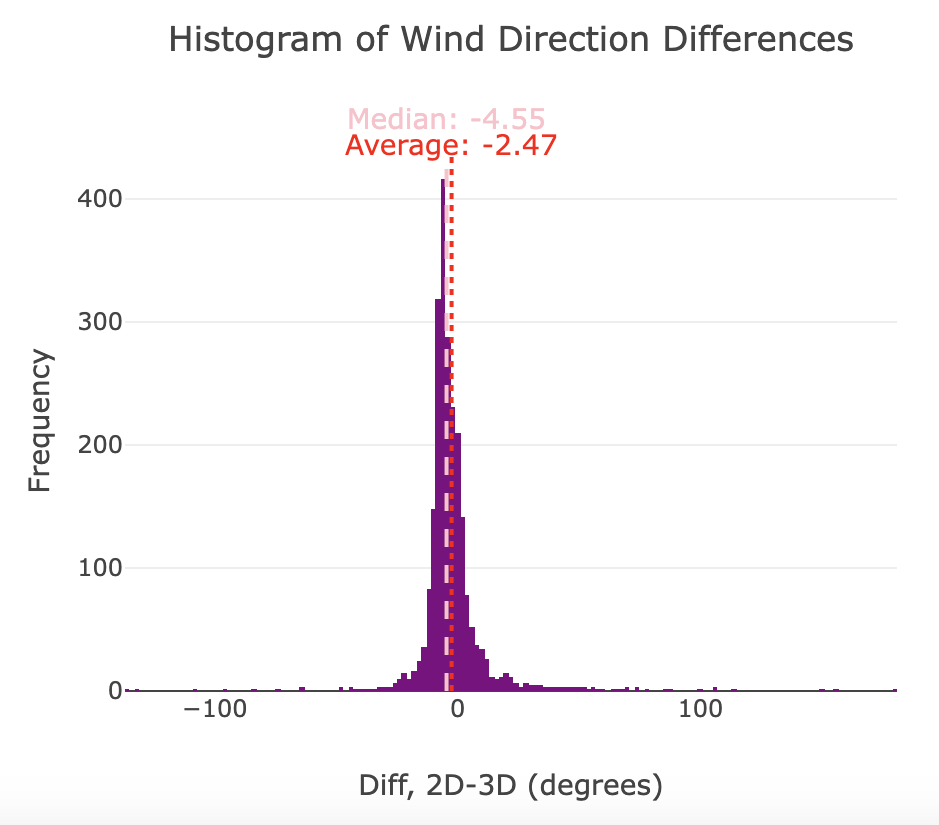 Histogram of Wind Direction Differences
Median: -4.55
Average: -2.47
400
300
200
100
0
Frequency
−100
0
100
Diff, 2D-3D (degrees)